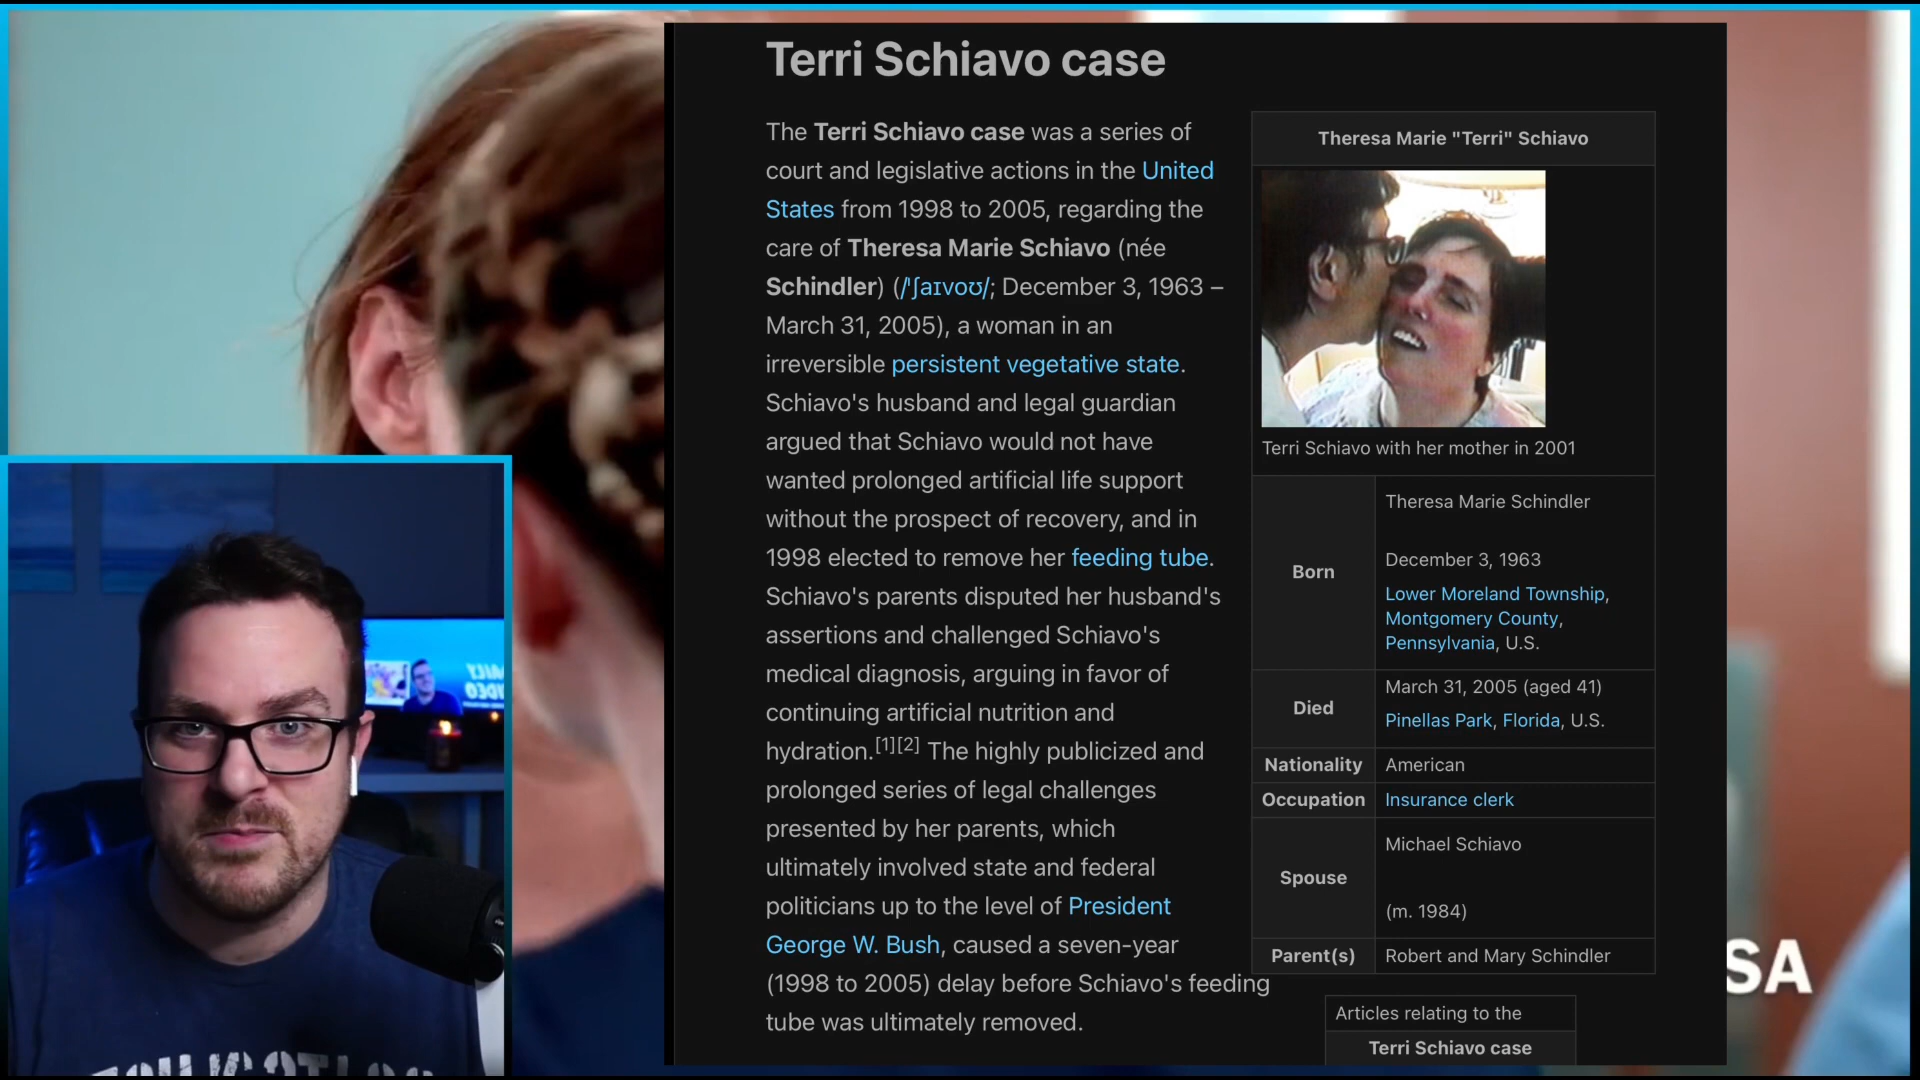 Terri Schiavo case
The Terri Schiavo case was a series of
court and legislative actions in the United
States from 1998 to 2005, regarding the
care of Theresa Marie Schiavo (née
Schindler) (/ˈʃaɪvoʊ/; December 3, 1963 –
March 31, 2005), a woman in an
irreversible persistent vegetative state.
Schiavo's husband and legal guardian
argued that Schiavo would not have
wanted prolonged artificial life support
without the prospect of recovery, and in
1998 elected to remove her feeding tube.
Schiavo's parents disputed her husband's
assertions and challenged Schiavo's
medical diagnosis, arguing in favor of
continuing artificial nutrition and
hydration.[1][2] The highly publicized and
prolonged series of legal challenges
presented by her parents, which
ultimately involved state and federal
politicians up to the level of President
George W. Bush, caused a seven-year
(1998 to 2005) delay before Schiavo's feeding
tube was ultimately removed.
Theresa Marie "Terri" Schiavo
Terri Schiavo with her mother in 2001
Born
Theresa Marie Schindler
December 3, 1963
Lower Moreland Township,
Montgomery County,
Pennsylvania, U.S.
Died
March 31, 2005 (aged 41)
Pinellas Park, Florida, U.S.
Nationality American
Occupation Insurance clerk
Spouse
Michael Schiavo
(m. 1984)
Parent(s) Robert and Mary Schindler
Articles relating to the
Terri Schiavo case
SA